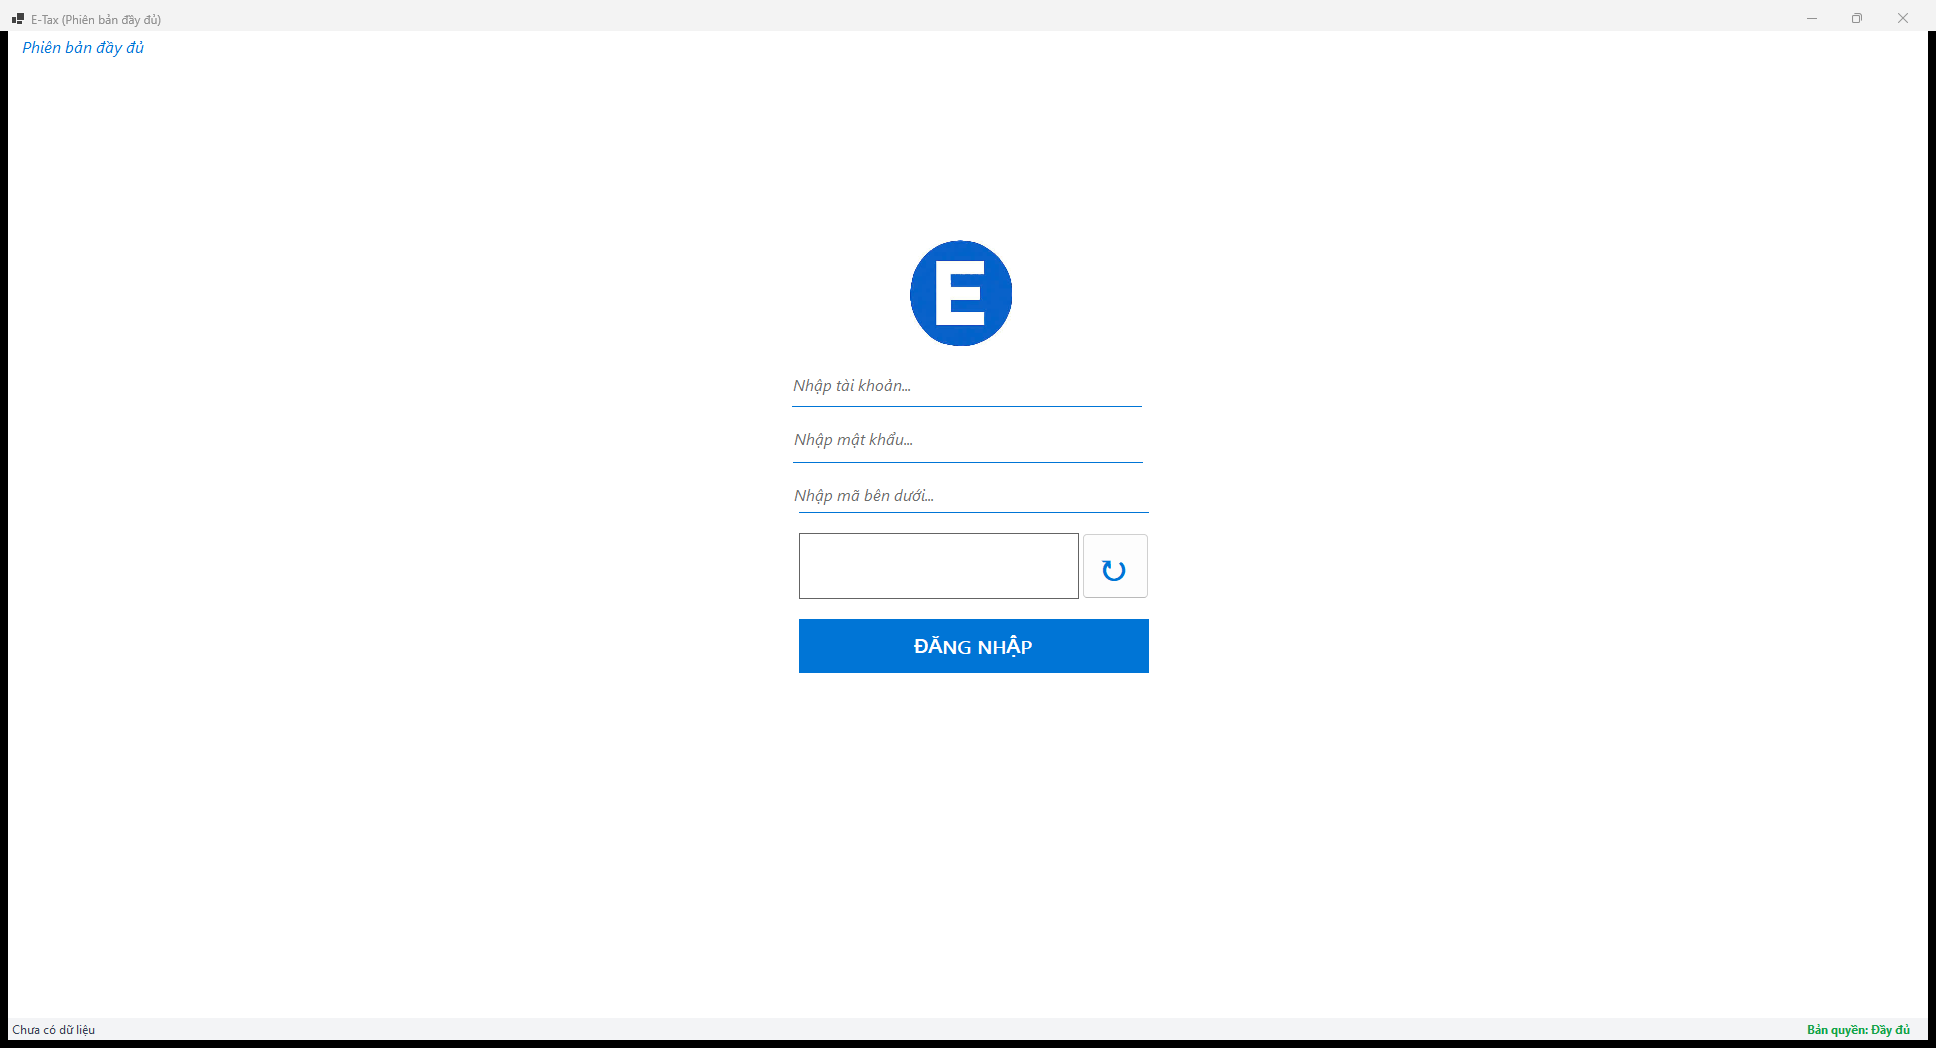 E-Tax (Phiên bản đầy đủ)
Phiên bản đầy đủ
E
Nhập tài khoản...
Nhập mật khẩu...
Nhập mã bên dưới...
ĐĂNG NHẬP
Chưa có dữ liệu
Bản quyền: Đầy đủ